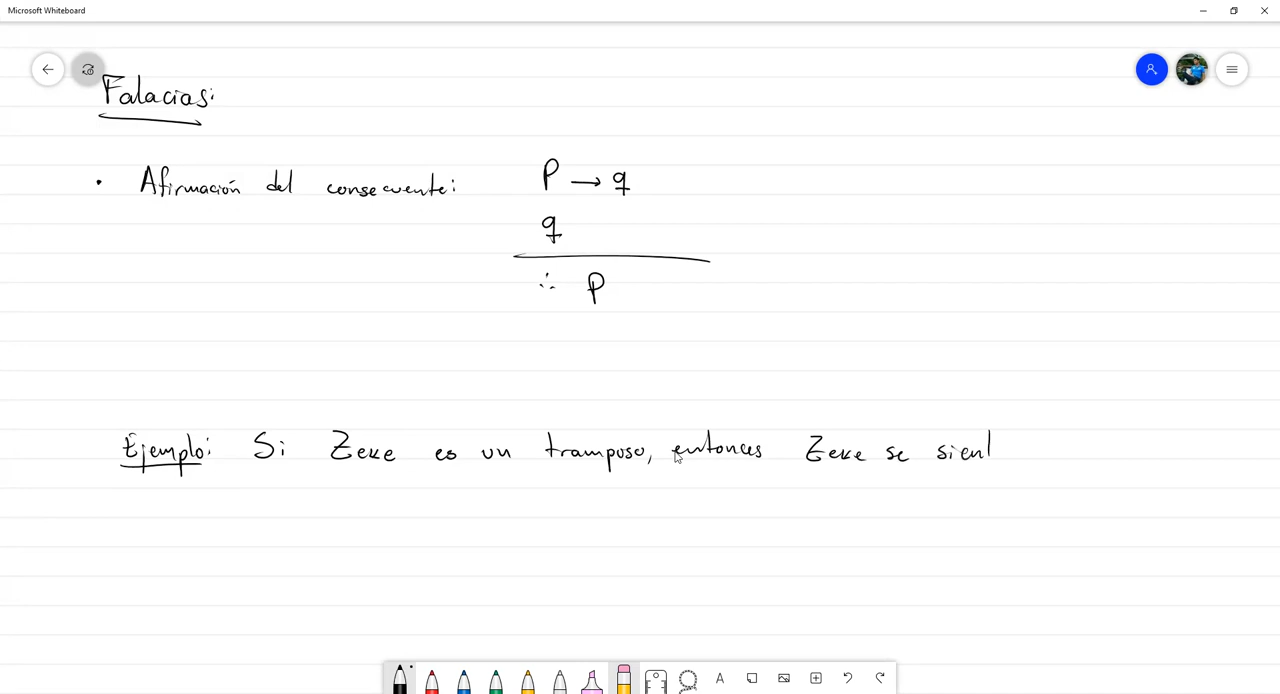 Microsoft Whiteboard
Falacias:
• Afirmación del consecuente: P → q
q
∴ P
Ejemplo: Si Zeke es un tramposo, entonces Zeke se sient
A